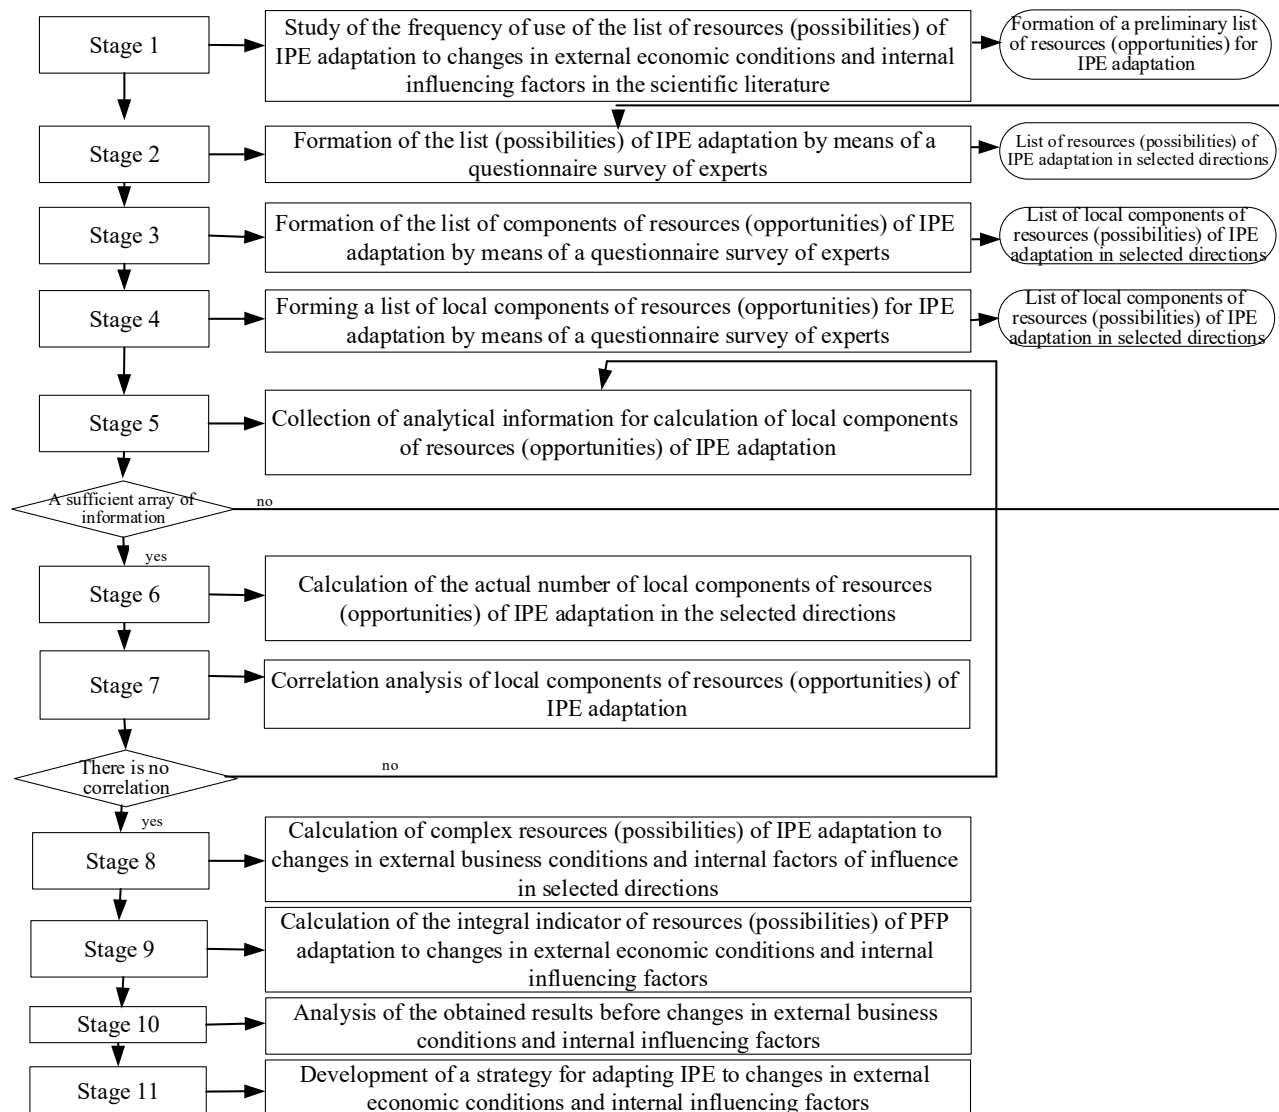 Stage 1
Study of the frequency of use of the list of resources (possibilities) of
IPE adaptation to changes in external economic conditions and internal
influencing factors in the scientific literature
Formation of a preliminary list
of resources (opportunities) for
IPE adaptation
Stage 2
Formation of the list (possibilities) of IPE adaptation by means of a
questionnaire survey of experts
List of resources (possibilities) of
IPE adaptation in selected directions
Stage 3
Formation of the list of components of resources (opportunities) of IPE
adaptation by means of a questionnaire survey of experts
List of local components of
resources (possibilities) of IPE
adaptation in selected directions
Stage 4
Forming a list of local components of resources (opportunities) for IPE
adaptation by means of a questionnaire survey of experts
List of local components of
resources (possibilities) of IPE
adaptation in selected directions
Stage 5
Collection of analytical information for calculation of local components
of resources (opportunities) of IPE adaptation
A sufficient array of
information
no
yes
Stage 6
Calculation of the actual number of local components of resources
(opportunities) of IPE adaptation in the selected directions
Stage 7
Correlation analysis of local components of resources (opportunities) of
IPE adaptation
There is no
correlation
no
yes
Stage 8
Calculation of complex resources (possibilities) of IPE adaptation to
changes in external business conditions and internal factors of influence
in selected directions
Stage 9
Calculation of the integral indicator of resources (possibilities) of PFP
adaptation to changes in external economic conditions and internal
influencing factors
Stage 10
Analysis of the obtained results before changes in external business
conditions and internal influencing factors
Stage 11
Development of a strategy for adapting IPE to changes in external
economic conditions and internal influencing factors